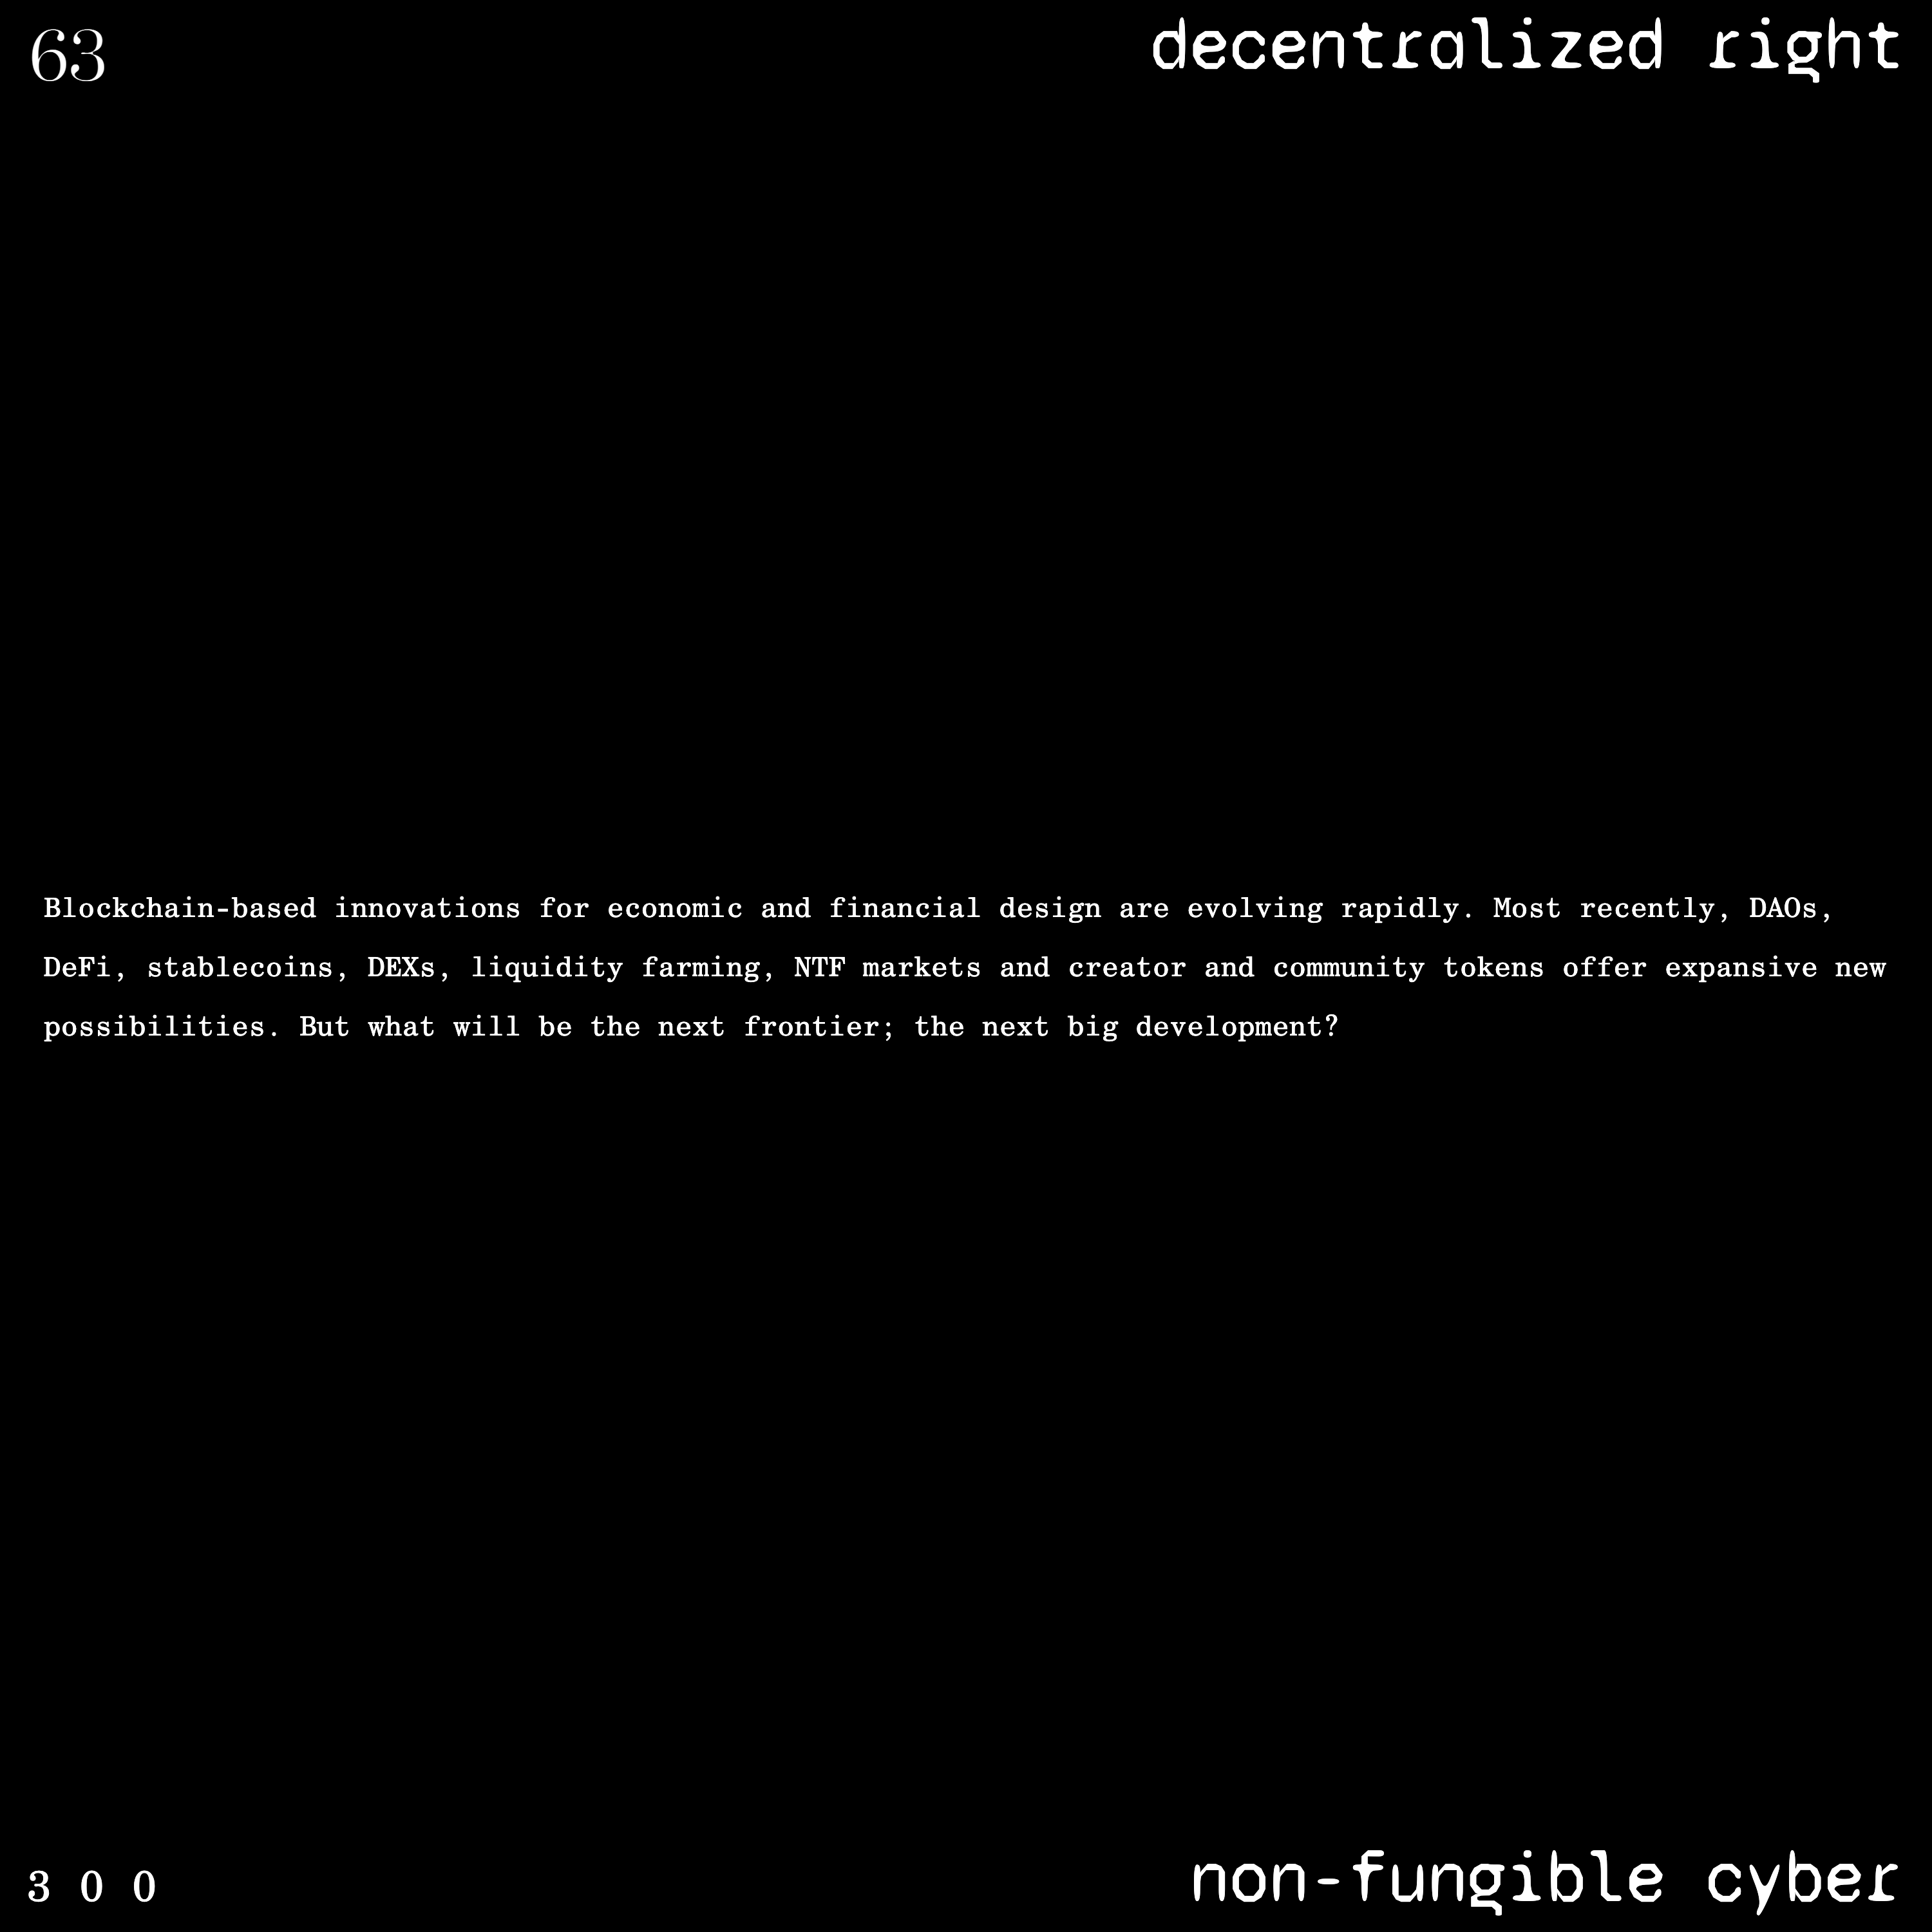 63
decentralized right
Blockchain-based innovations for economic and financial design are evolving rapidly. Most recently, DAOs,
DeFi, stablecoins, DEXs, liquidity farming, NTF markets and creator and community tokens offer expansive new
possibilities. But what will be the next frontier; the next big development?
3 0 0
non-fungible cyber